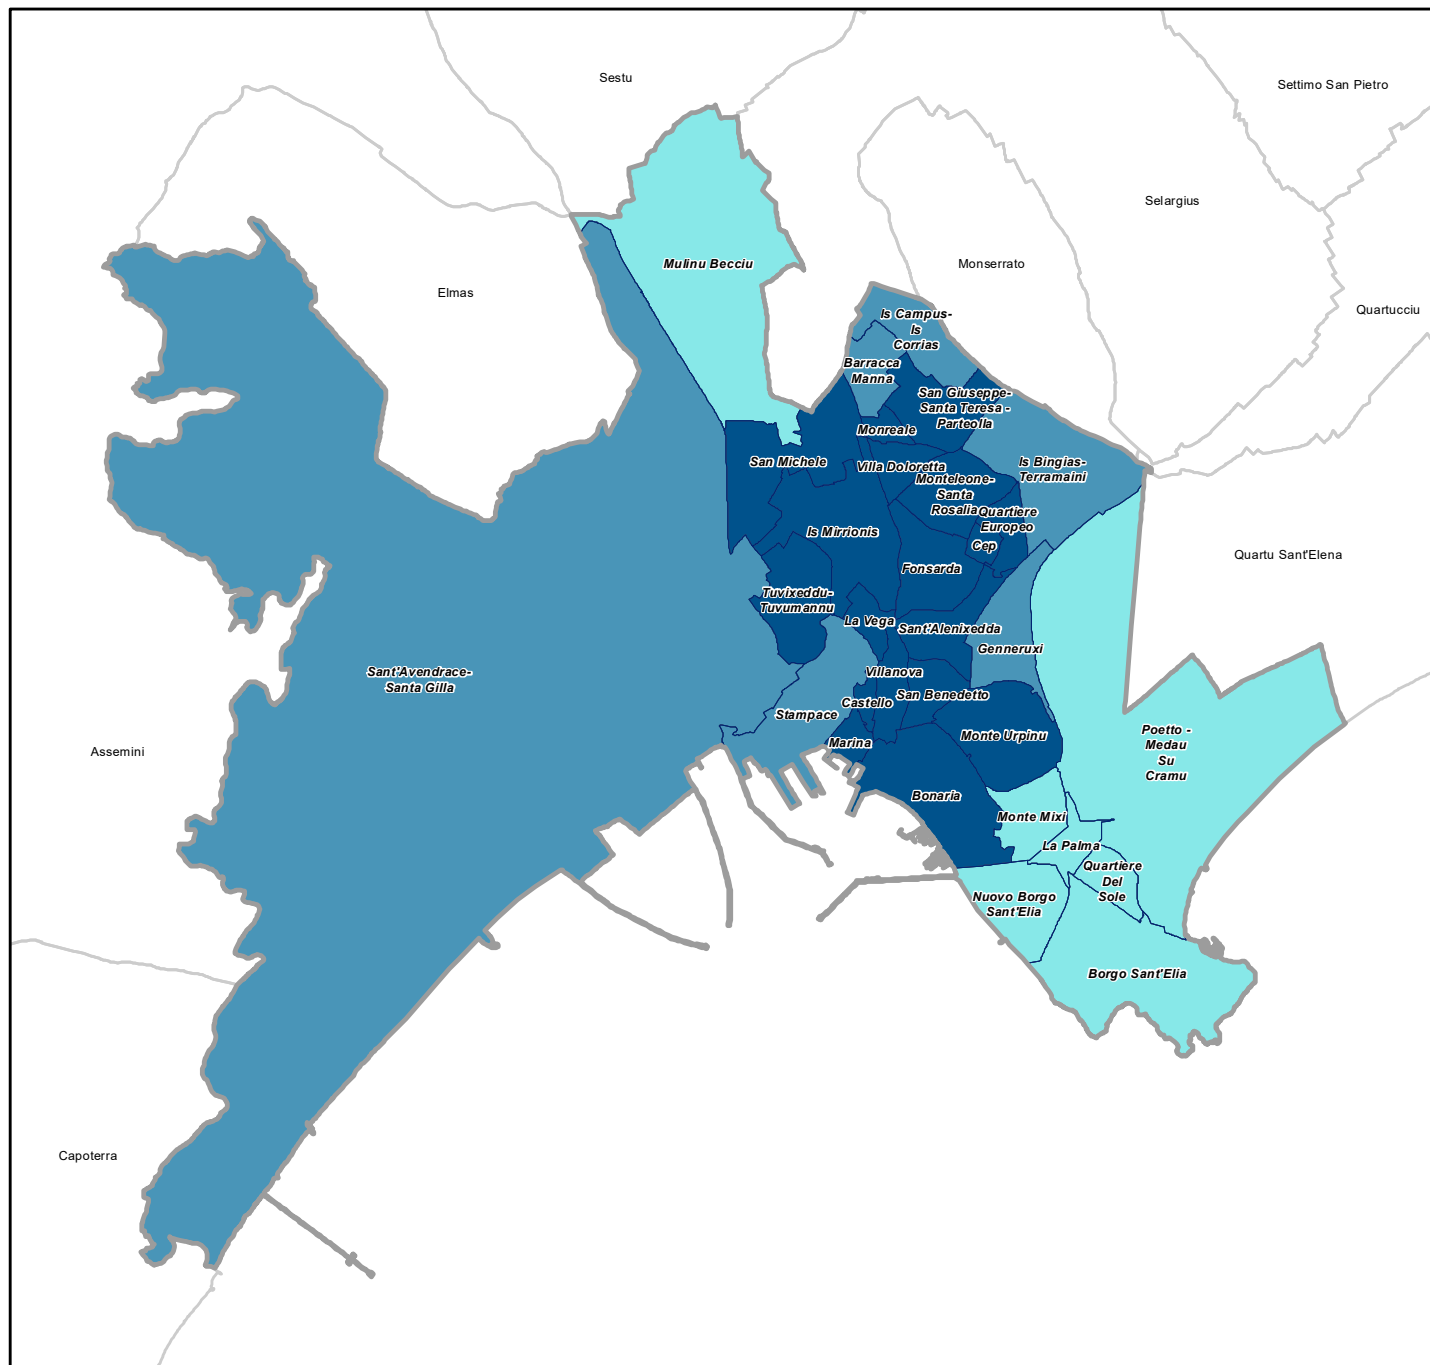 Sestu
Settimo San Pietro
Selargius
Mulinu Becciu
Monserrato
Elmas
Quartucciu
Is Campus-
Is
Corrias
Barracca
Manna
San Giuseppe-
Santa Teresa -
Parteolla
Monreale
San Michele
Villa Doloretta
Is Bingias-
Terramaini
Monteleone-
Santa
Rosalia
Quartiere
Europeo
Is Mirrionis
Cep
Quartu Sant'Elena
Fonsarda
Tuvixeddu-
Tuvumannu
La Vega
Sant'Alenixedda
Genneruxi
Sant'Avendrace-
Santa Gilla
Villanova
San Benedetto
Castello
Stampace
Marina
Monte Urpinu
Poetto -
Medau
Su
Cramu
Assemini
Bonaria
Monte Mixi
La Palma
Quartiere
Del
Sole
Nuovo Borgo
Sant'Elia
Borgo Sant'Elia
Capoterra